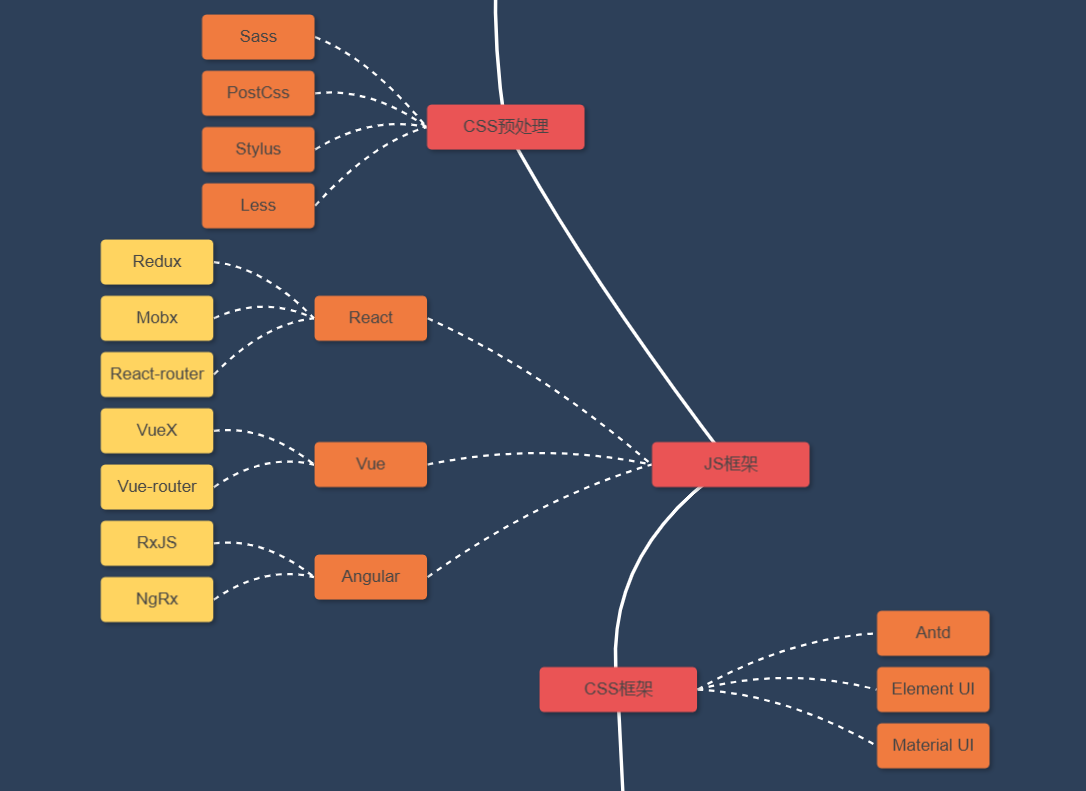 Sass
PostCss
CSS预处理
Stylus
Less
Redux
Mobx
React
React-router
VueX
Vue
JS框架
Vue-router
RxJS
Angular
NgRx
Antd
CSS框架
Element UI
Material UI